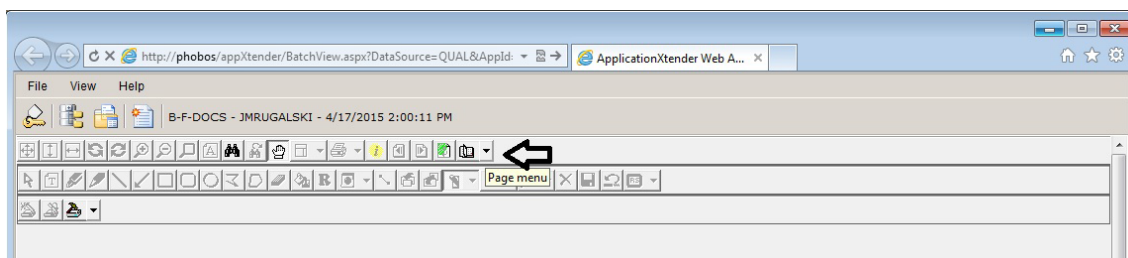 http://phobos/appXtender/BatchView.aspx?DataSource=QUAL&AppId:
ApplicationXtender Web A...
File View Help
B-F-DOCS - JMRUGALSKI - 4/17/2015 2:00:11 PM
Page menu